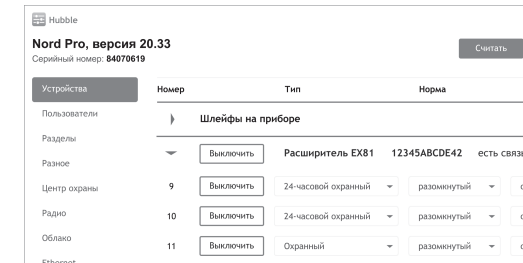 Hubble
Nord Pro, версия 20.33
Серийный номер: 84070619
Считать
Устройства
Номер Тип Норма
Пользователи
Шлейфы на приборе
Разделы
Выключить Расширитель EX81 12345ABCDE42 есть связь
Разное
Центр охраны
9 Выключить 24-часовой охранный разомкнутый
Радио
10 Выключить 24-часовой охранный разомкнутый
Облако
11 Выключить Охранный разомкнутый
Ethernet